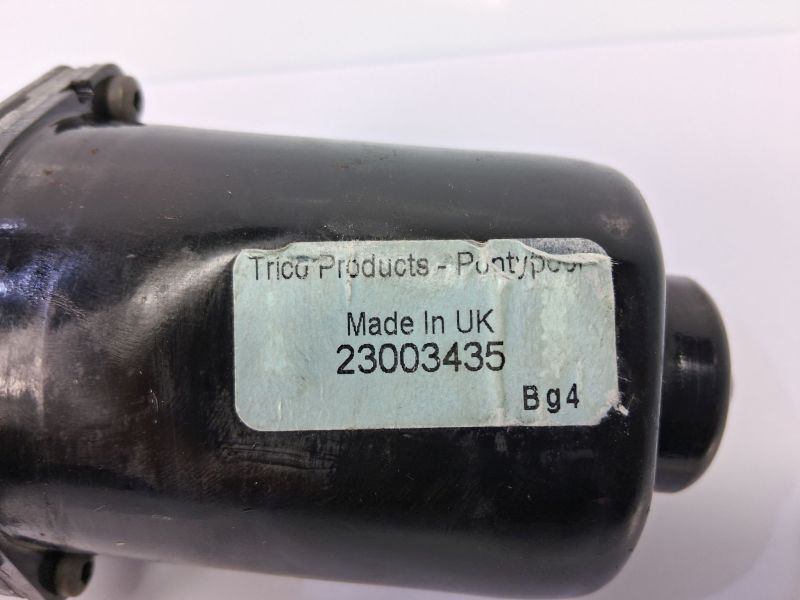 Trico Products - Pontypool
Made In UK
23003435
Bg4